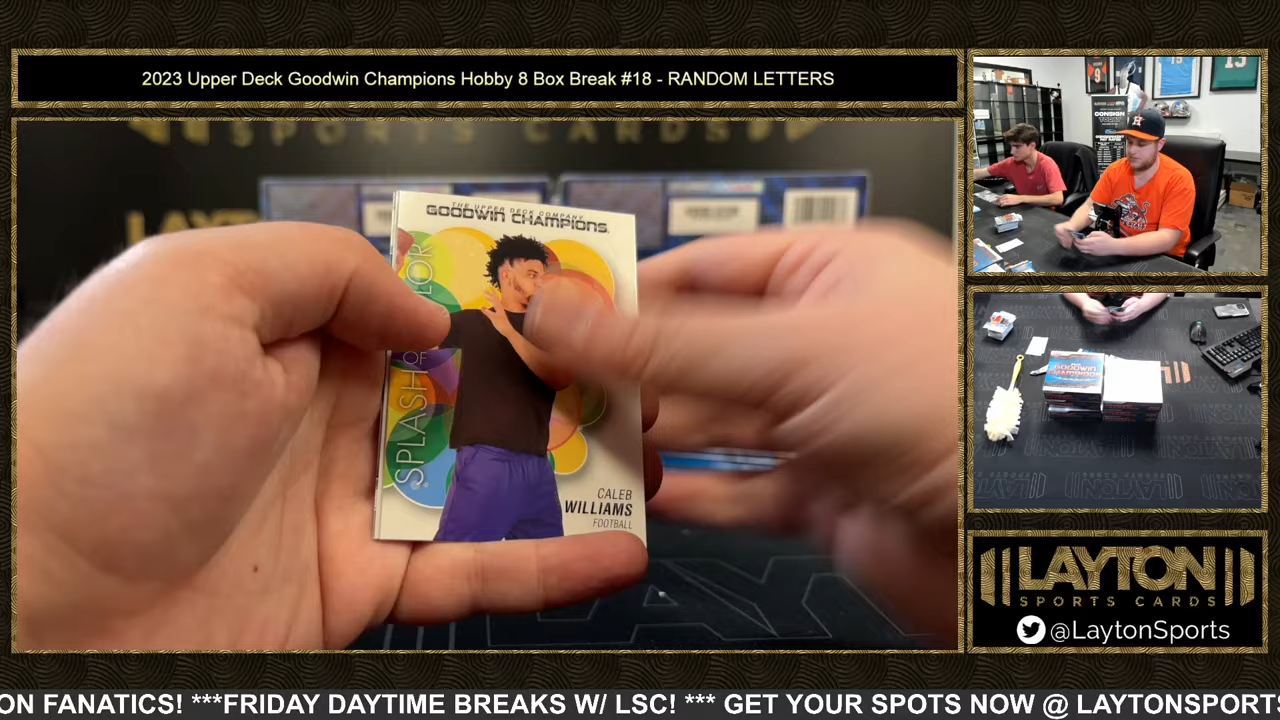 2023 Upper Deck Goodwin Champions Hobby 8 Box Break #18 - RANDOM LETTERS
THE UPPER DECK COMPANY
GOODWIN CHAMPIONS
SPLASH OF
CALEB
WILLIAMS
FOOTBALL
CONSIGN
GOODWIN
LAYTON
SPORTS CARDS
@LaytonSports
ON FANATICS! ***FRIDAY DAYTIME BREAKS W/ LSC! *** GET YOUR SPOTS NOW @ LAYTONSPORTS